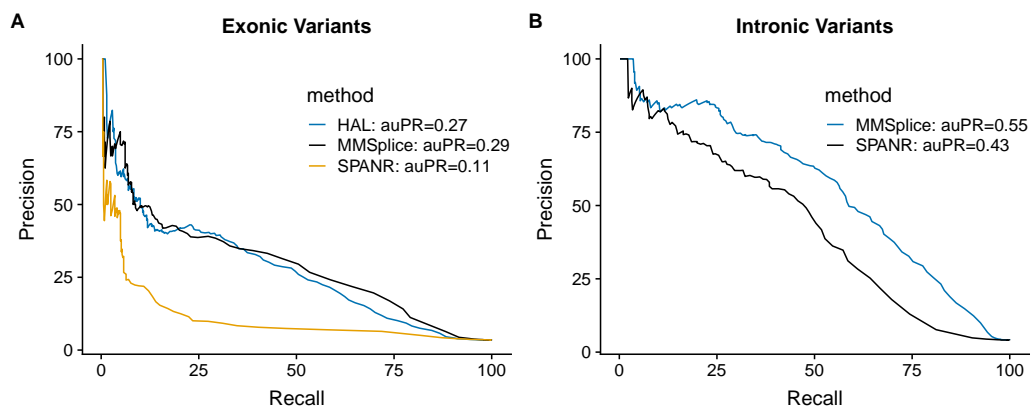 A
Exonic Variants
100
75
50
25
0
Precision
method
HAL: auPR=0.27
MMSplice: auPR=0.29
SPANR: auPR=0.11
0
25
50
75
100
Recall
B
Intronic Variants
100
75
50
25
0
Precision
method
MMSplice: auPR=0.55
SPANR: auPR=0.43
0
25
50
75
100
Recall